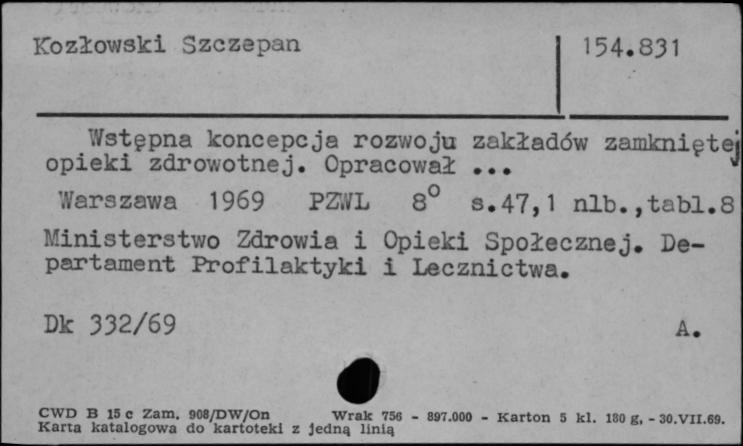 Kozłowski Szczepan 154.831
Wstępna koncepcja rozwoju zakładów zamkniętej
opieki zdrowotnej. Opracował ...
Warszawa 1969 PZWL 8° s.47,1 nlb.,tabl.8
Ministerstwo Zdrowia i Opieki Społecznej. De-
partament Profilaktyki i Lecznictwa.
Dk 332/69 A.
CWD B 15 c Zam. 908/DW/On Wrak 756 - 897.000 - Karton 5 kl. 180 g, - 30.VII.69.
Karta katalogowa do kartoteki z jedną linią